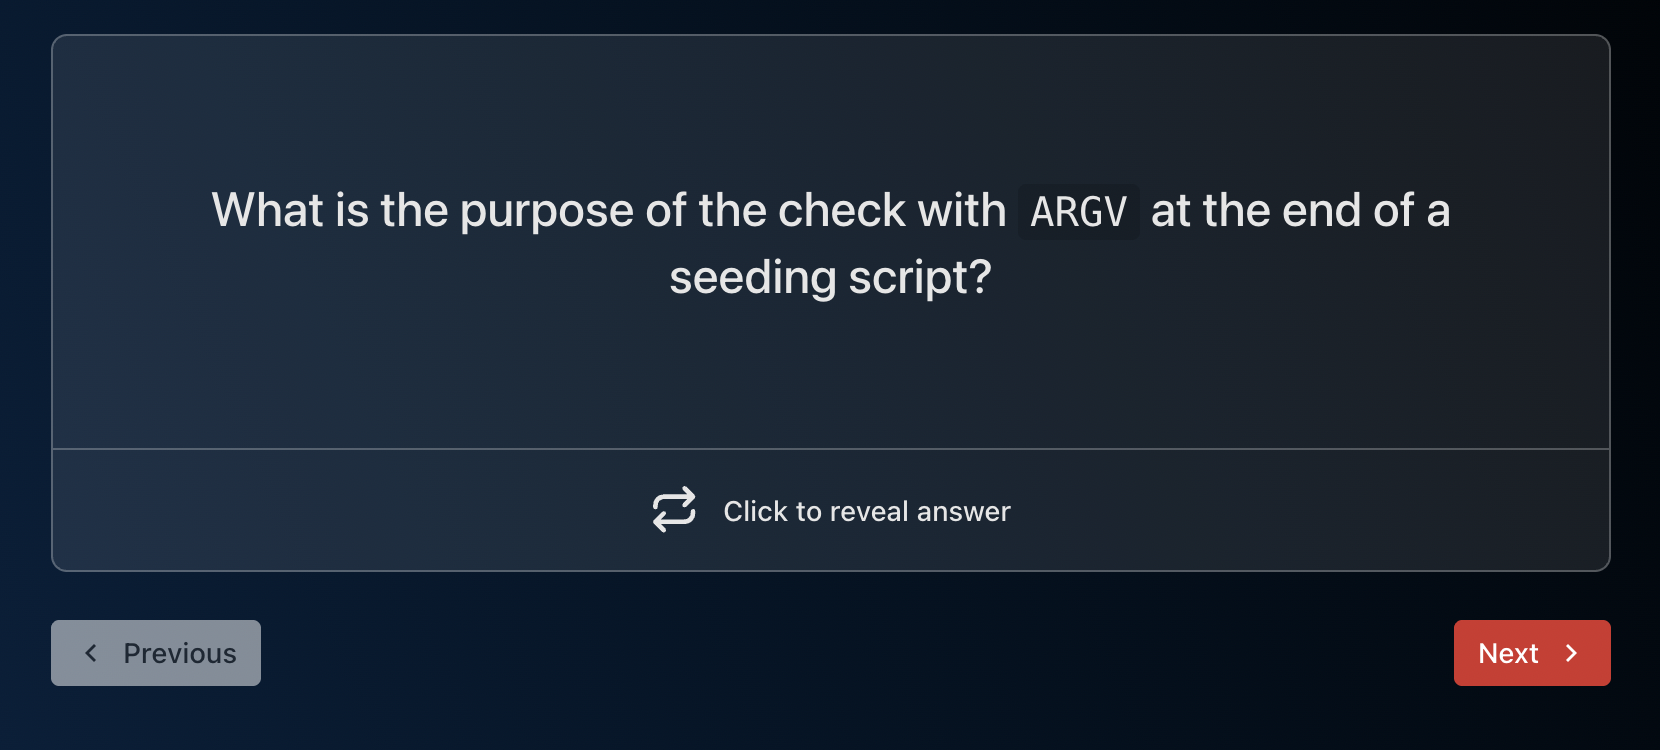 What is the purpose of the check with ARGV at the end of a
seeding script?
Click to reveal answer
Previous
Next